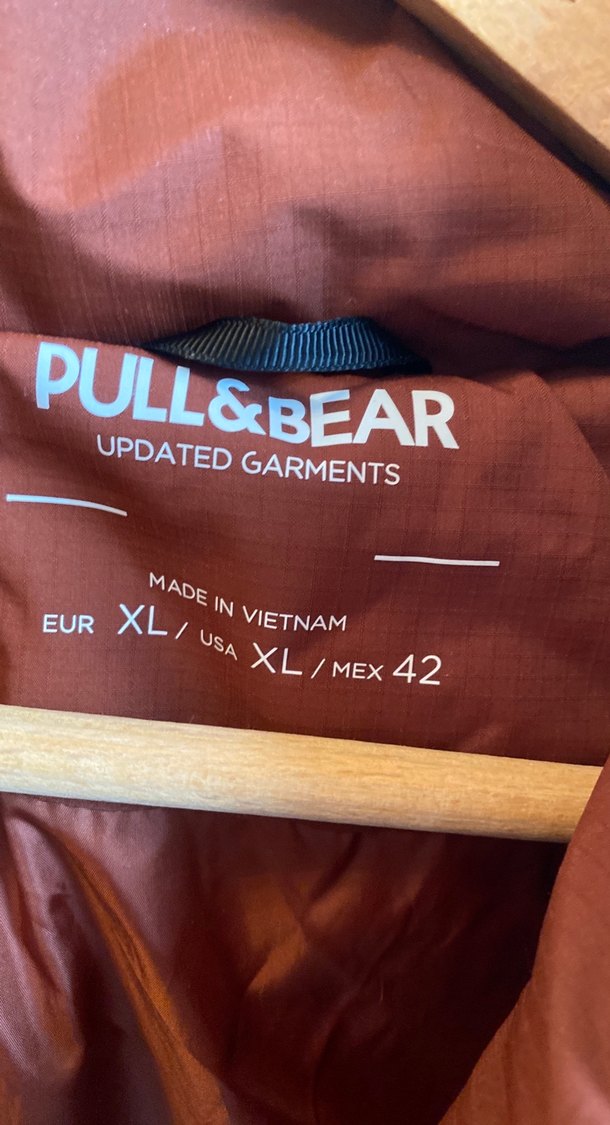 PULL&BEAR
UPDATED GARMENTS
MADE IN VIETNAM
EUR XL / USA XL / MEX 42